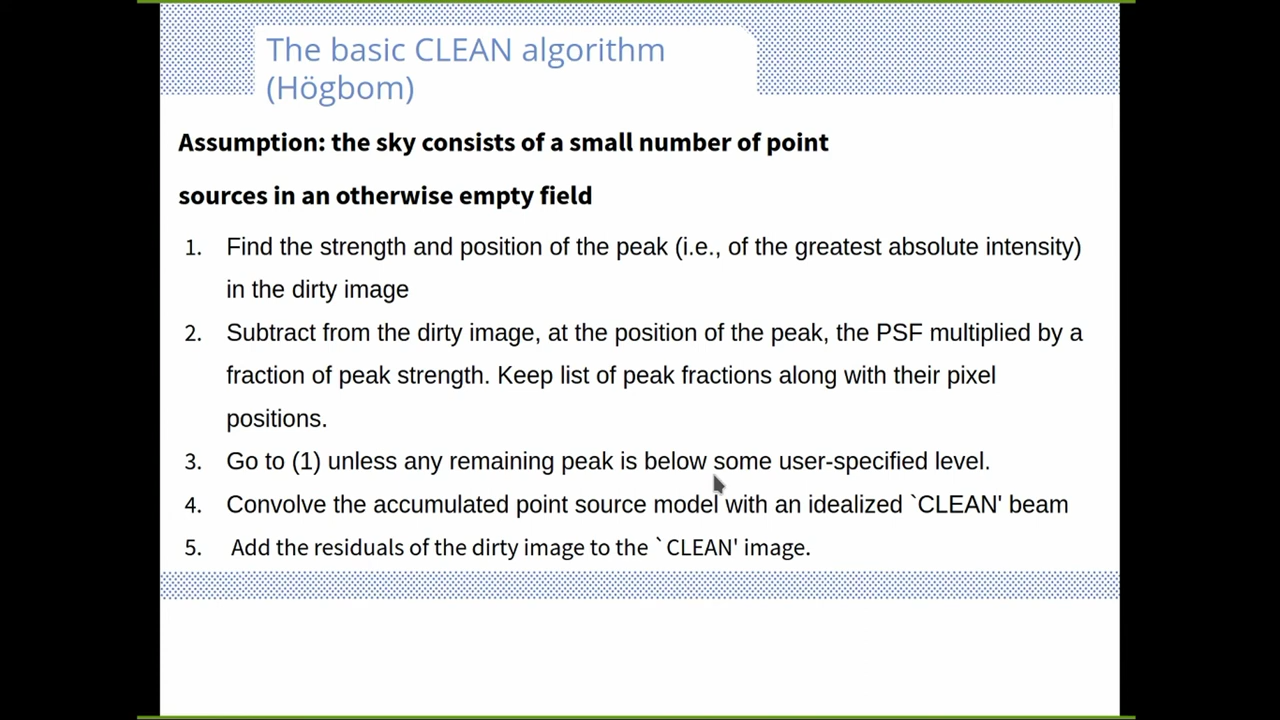 The basic CLEAN algorithm
(Högbom)
Assumption: the sky consists of a small number of point
sources in an otherwise empty field
1. Find the strength and position of the peak (i.e., of the greatest absolute intensity)
in the dirty image
2. Subtract from the dirty image, at the position of the peak, the PSF multiplied by a
fraction of peak strength. Keep list of peak fractions along with their pixel
positions.
3. Go to (1) unless any remaining peak is below some user-specified level.
4. Convolve the accumulated point source model with an idealized `CLEAN' beam
5. Add the residuals of the dirty image to the `CLEAN' image.